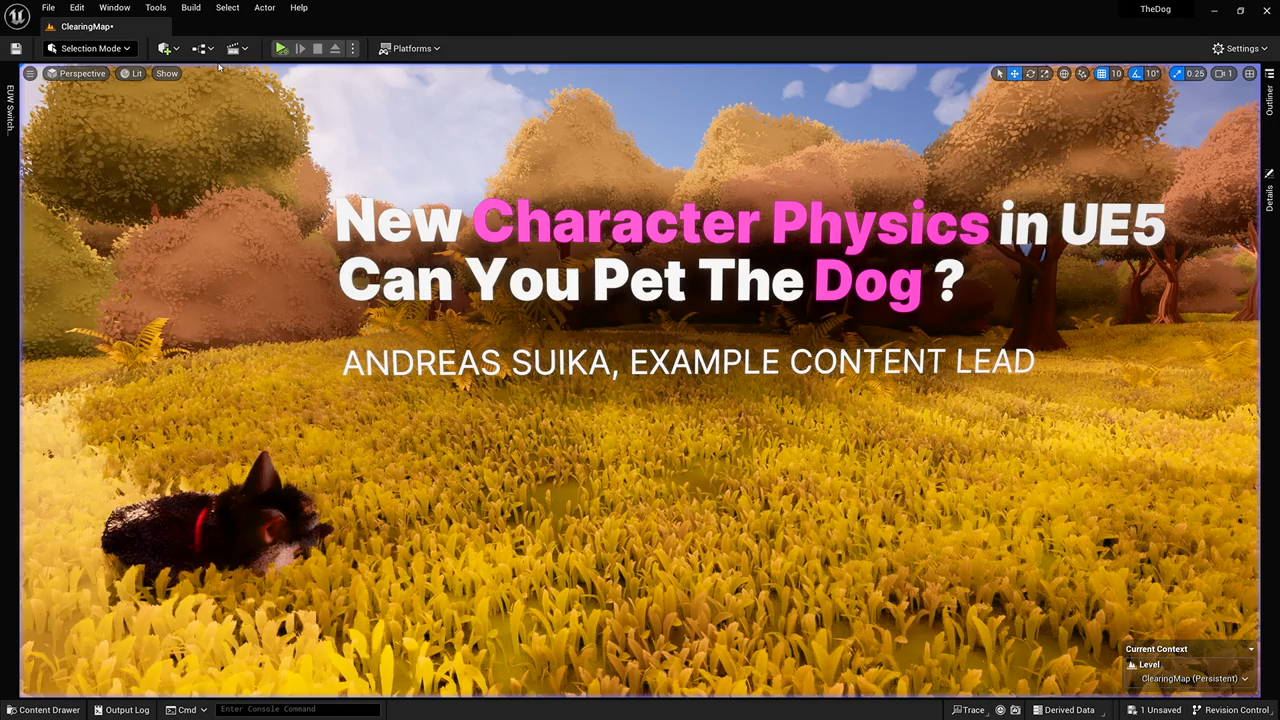 File Edit Window Tools Build Select Actor Help
TheDog
ClearingMap•
Selection Mode
Platforms
Settings
Perspective Lit Show
10 10° 0.25 1
EUW Switch...
Outliner
Details
New Character Physics in UE5
Can You Pet The Dog ?
ANDREAS SUIKA, EXAMPLE CONTENT LEAD
Current Context
Level
ClearingMap (Persistent)
Content Drawer Output Log Cmd Enter Console Command Trace Derived Data 1 Unsaved Revision Control